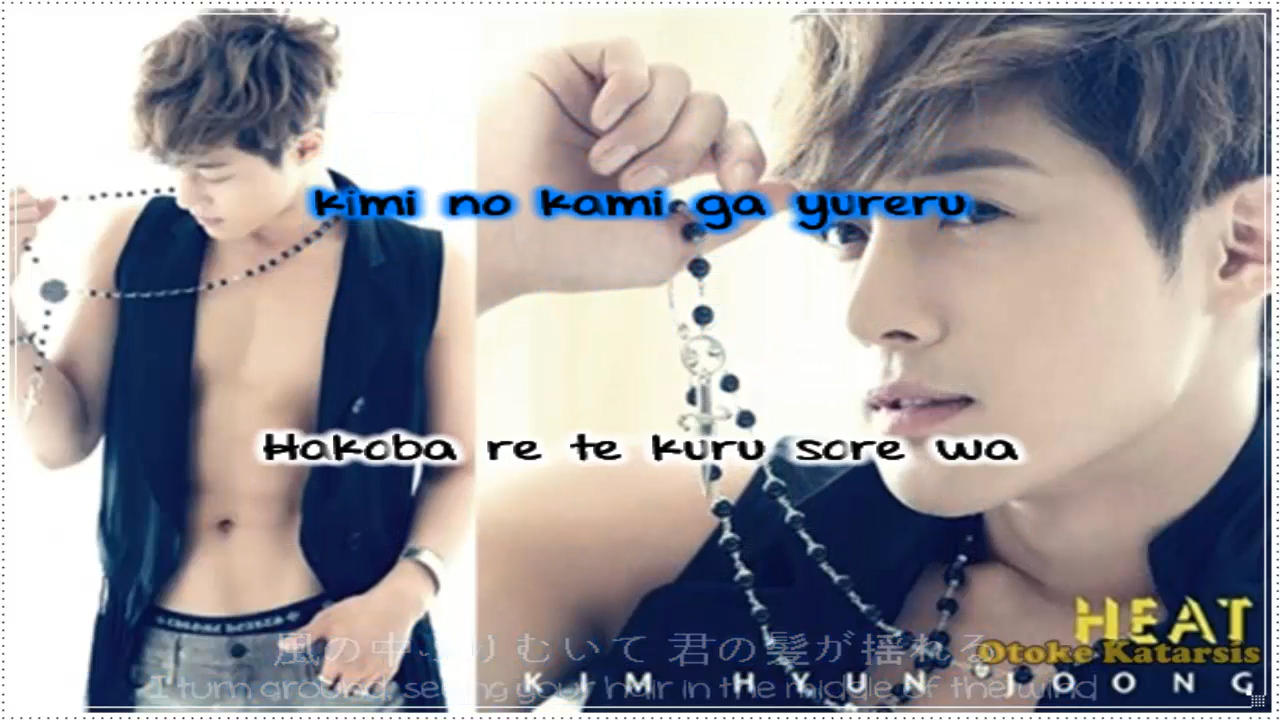 kimi no kami ga yureru
Hakoba re te kuru sore wa
HEAT
Otoke Katarsis
風の中ふりむいて 君の髪が揺れる
I turn around, seeing your hair in the middle of the wind
KIM HYUN JOONG